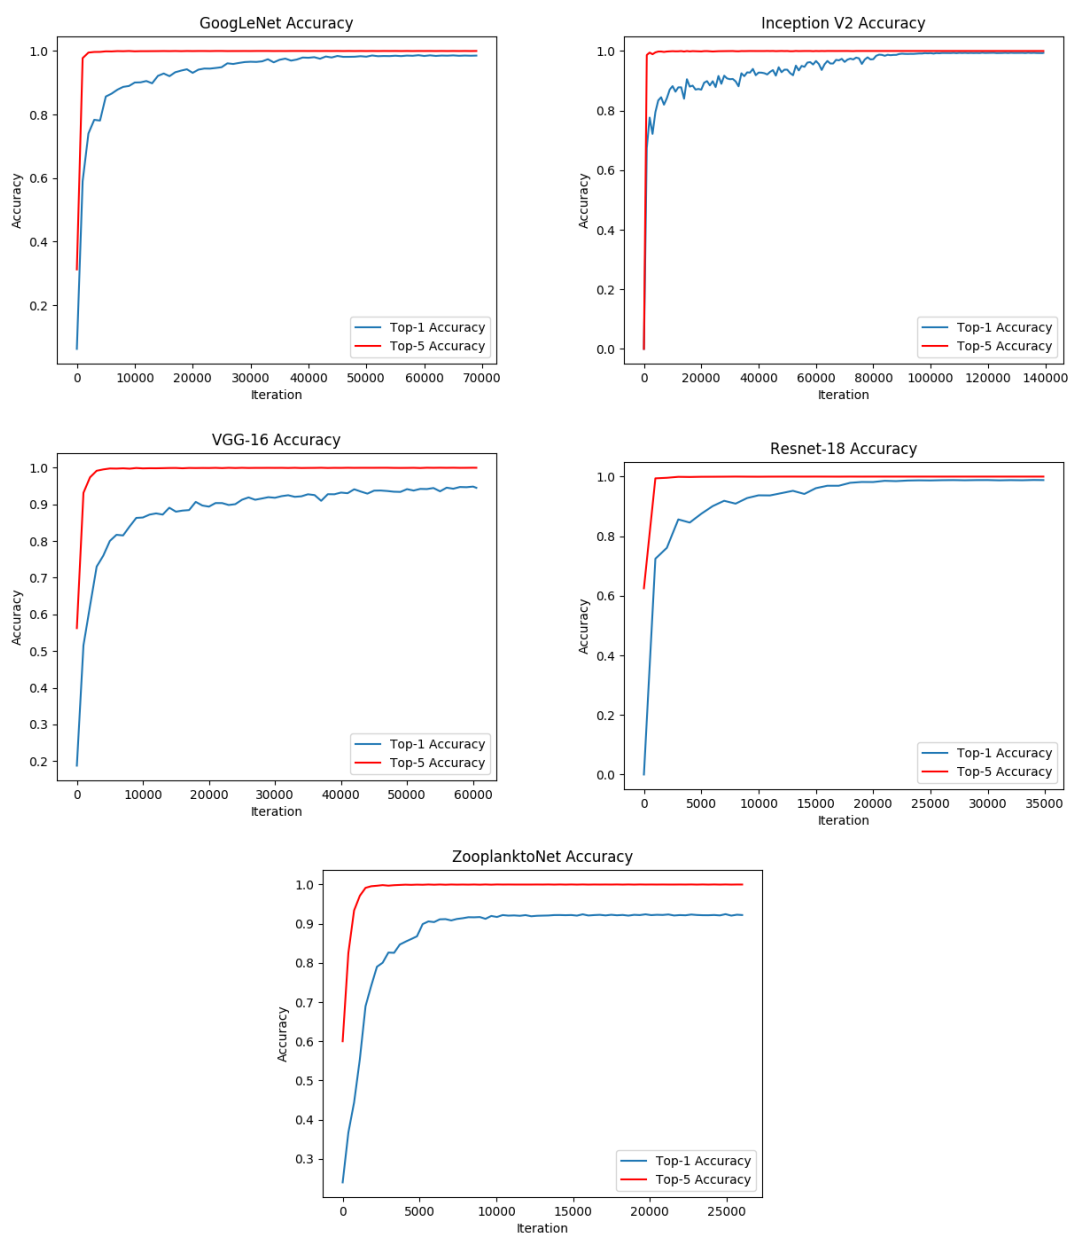 GoogLeNet Accuracy
1.0
0.8
0.6
0.4
0.2
Accuracy
Top-1 Accuracy
Top-5 Accuracy
0 10000 20000 30000 40000 50000 60000 70000
Iteration
Inception V2 Accuracy
1.0
0.8
0.6
0.4
0.2
0.0
Accuracy
Top-1 Accuracy
Top-5 Accuracy
0 20000 40000 60000 80000 100000 120000 140000
Iteration
VGG-16 Accuracy
1.0
0.9
0.8
0.7
0.6
0.5
0.4
0.3
0.2
Accuracy
Top-1 Accuracy
Top-5 Accuracy
0 10000 20000 30000 40000 50000 60000
Iteration
Resnet-18 Accuracy
1.0
0.8
0.6
0.4
0.2
0.0
Accuracy
Top-1 Accuracy
Top-5 Accuracy
0 5000 10000 15000 20000 25000 30000 35000
Iteration
ZooplanktoNet Accuracy
1.0
0.9
0.8
0.7
0.6
0.5
0.4
0.3
Accuracy
Top-1 Accuracy
Top-5 Accuracy
0 5000 10000 15000 20000 25000
Iteration